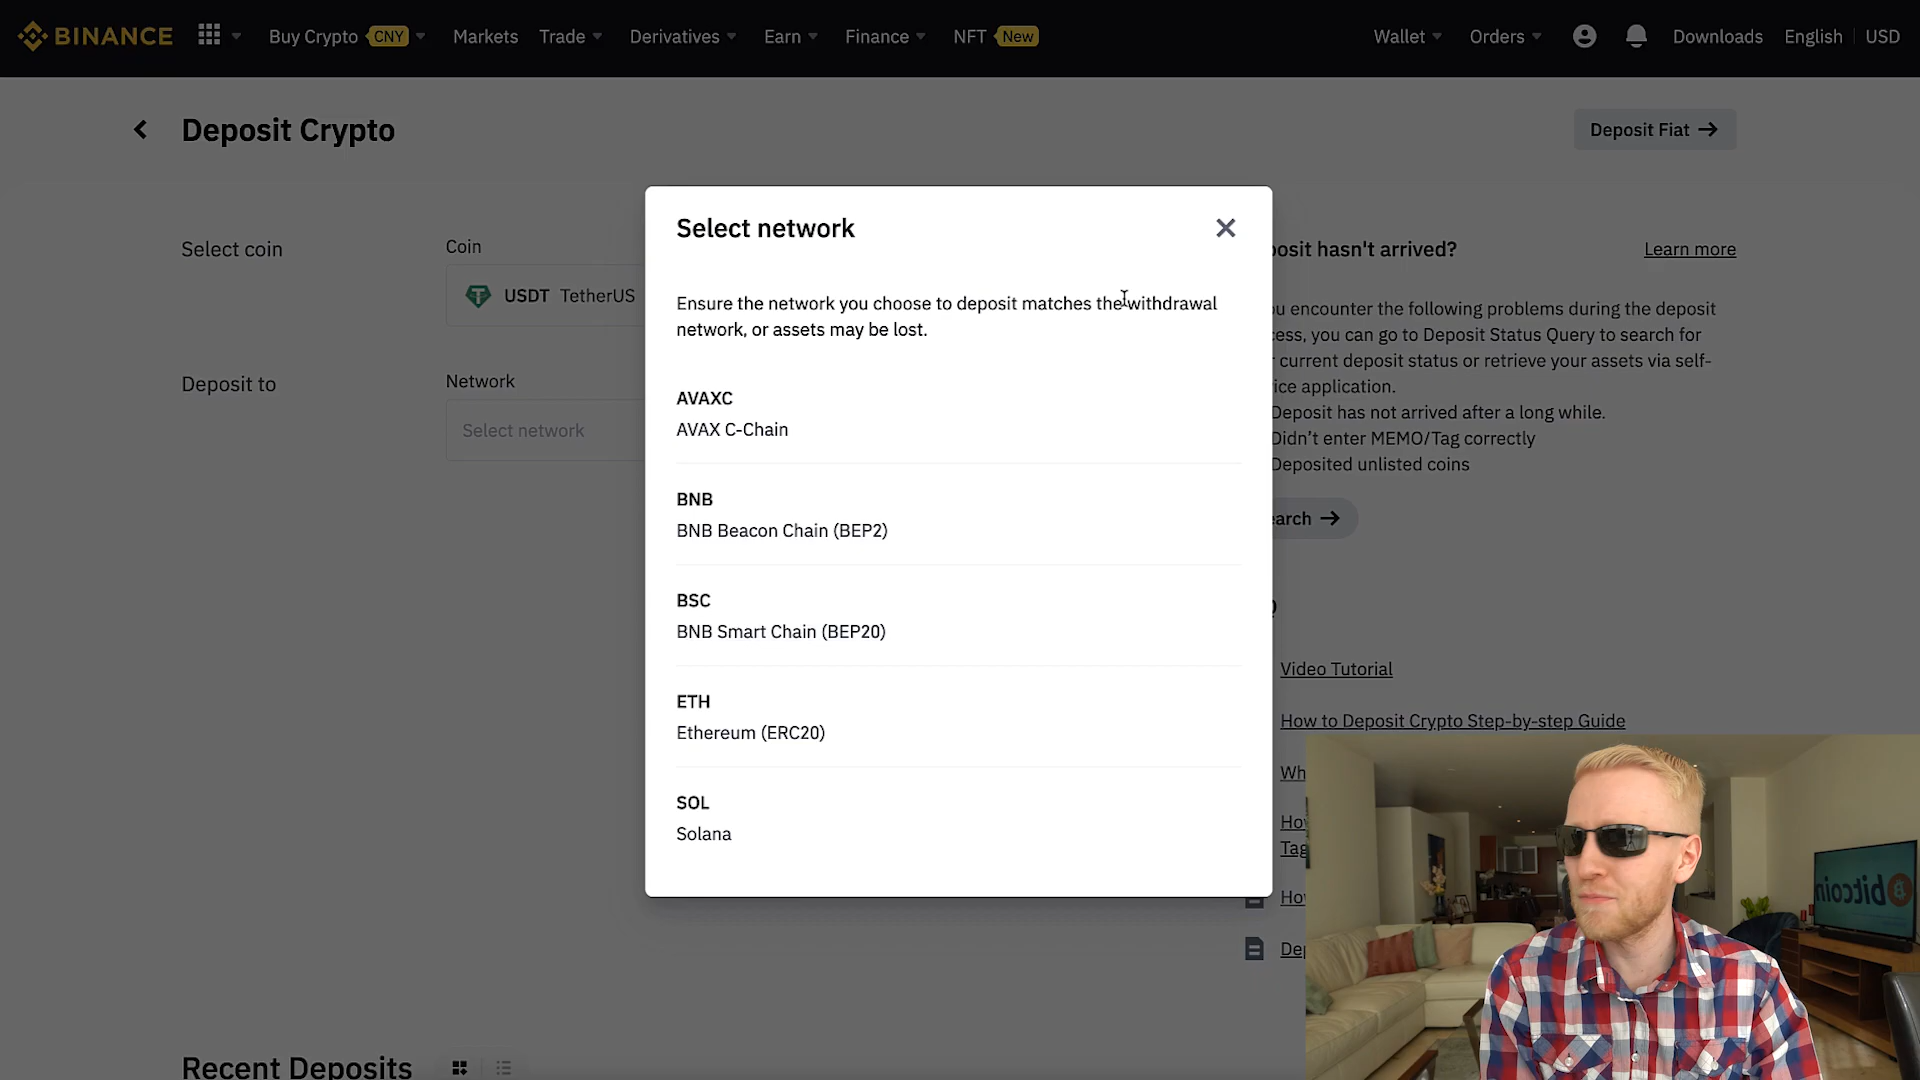 BINANCE
Buy Crypto CNY
Markets
Trade
Derivatives
Earn
Finance
NFT New
Wallet
Orders
Downloads
English
USD
Deposit Crypto
Deposit Fiat →
Select coin
Coin
USDT TetherUS
Deposit to
Network
Select network
Select network
Ensure the network you choose to deposit matches the withdrawal
network, or assets may be lost.
AVAXC
AVAX C-Chain
BNB
BNB Beacon Chain (BEP2)
BSC
BNB Smart Chain (BEP20)
ETH
Ethereum (ERC20)
SOL
Solana
hasn't arrived?
Learn more
encounter the following problems during the deposit
you can go to Deposit Status Query to search for
current deposit status or retrieve your assets via self-
application.
Deposit has not arrived after a long while.
Didn't enter MEMO/Tag correctly
Deposited unlisted coins
Video Tutorial
How to Deposit Crypto Step-by-step Guide
bitcoin
Recent Deposits